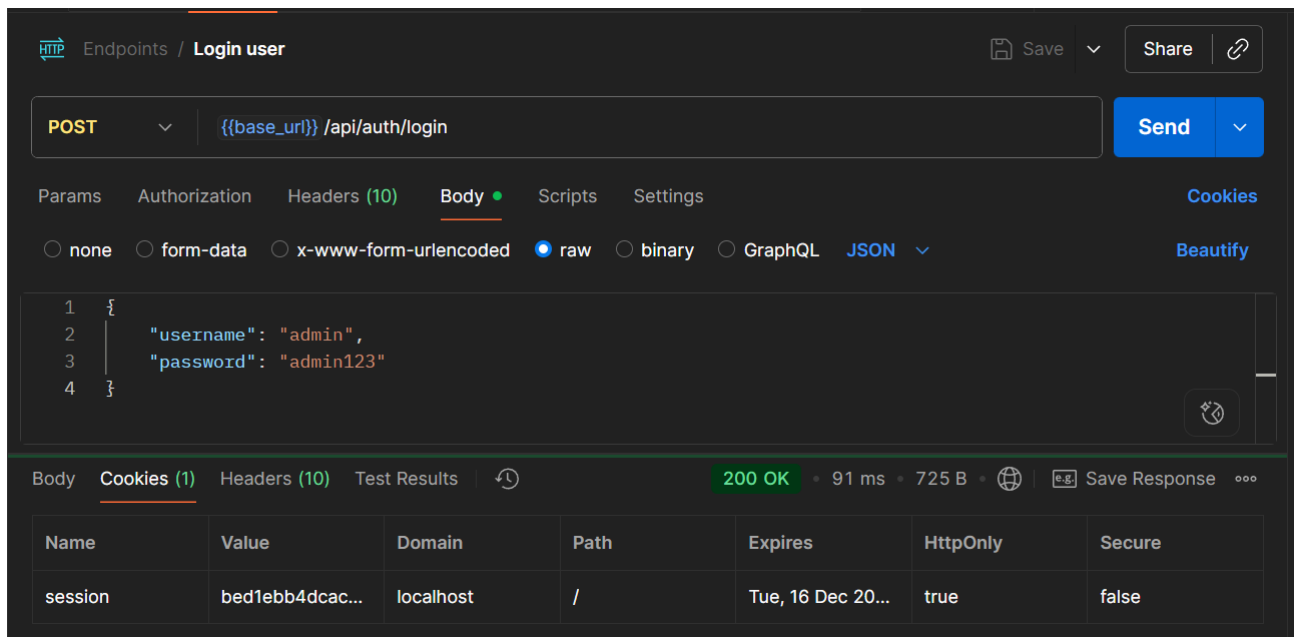 HTTP Endpoints / Login user Save Share
POST {{base_url}} /api/auth/login Send
Params Authorization Headers (10) Body Scripts Settings Cookies
none form-data x-www-form-urlencoded raw binary GraphQL JSON Beautify
1 {
2 "username": "admin",
3 "password": "admin123"
4 }
Body Cookies (1) Headers (10) Test Results 200 OK • 91 ms • 725 B • e.g. Save Response
Name Value Domain Path Expires HttpOnly Secure
session bed1ebb4dcac... localhost / Tue, 16 Dec 20... true false